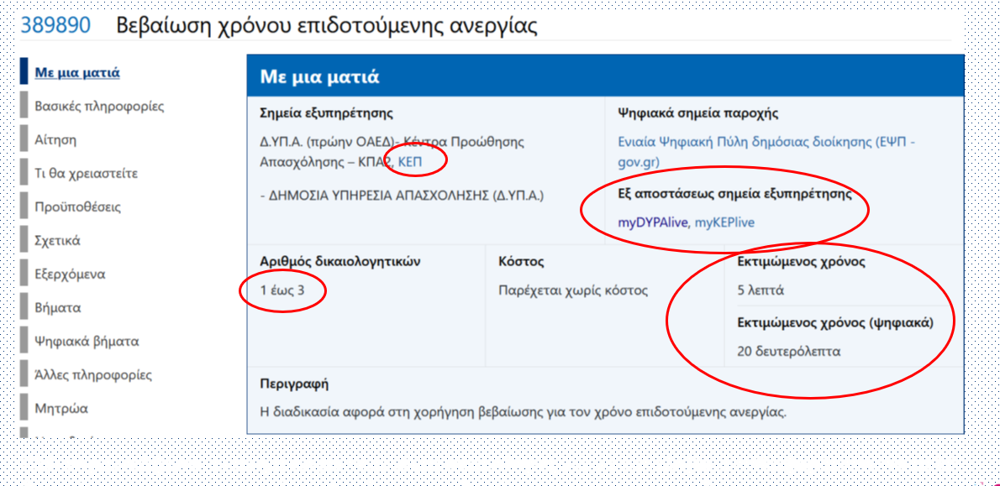 389890 Βεβαίωση χρόνου επιδοτούμενης ανεργίας
Με μια ματιά
Βασικές πληροφορίες
Αίτηση
Τι θα χρειαστείτε
Προϋποθέσεις
Σχετικά
Εξερχόμενα
Βήματα
Ψηφιακά βήματα
Άλλες πληροφορίες
Μητρώα
Με μια ματιά
Σημεία εξυπηρέτησης
Δ.ΥΠ.Α. (πρώην ΟΑΕΔ)- Κέντρα Προώθησης
Απασχόλησης – ΚΠΑ2, ΚΕΠ
- ΔΗΜΟΣΙΑ ΥΠΗΡΕΣΙΑ ΑΠΑΣΧΟΛΗΣΗΣ (Δ.ΥΠ.Α.)
Ψηφιακά σημεία παροχής
Ενιαία Ψηφιακή Πύλη δημόσιας διοίκησης (ΕΨΠ -
gov.gr)
Εξ αποστάσεως σημεία εξυπηρέτησης
myDYPAlive, myKEPlive
Αριθμός δικαιολογητικών
1 έως 3
Κόστος
Παρέχεται χωρίς κόστος
Εκτιμώμενος χρόνος
5 λεπτά
Εκτιμώμενος χρόνος (ψηφιακά)
20 δευτερόλεπτα
Περιγραφή
Η διαδικασία αφορά στη χορήγηση βεβαίωσης για τον χρόνο επιδοτούμενης ανεργίας.